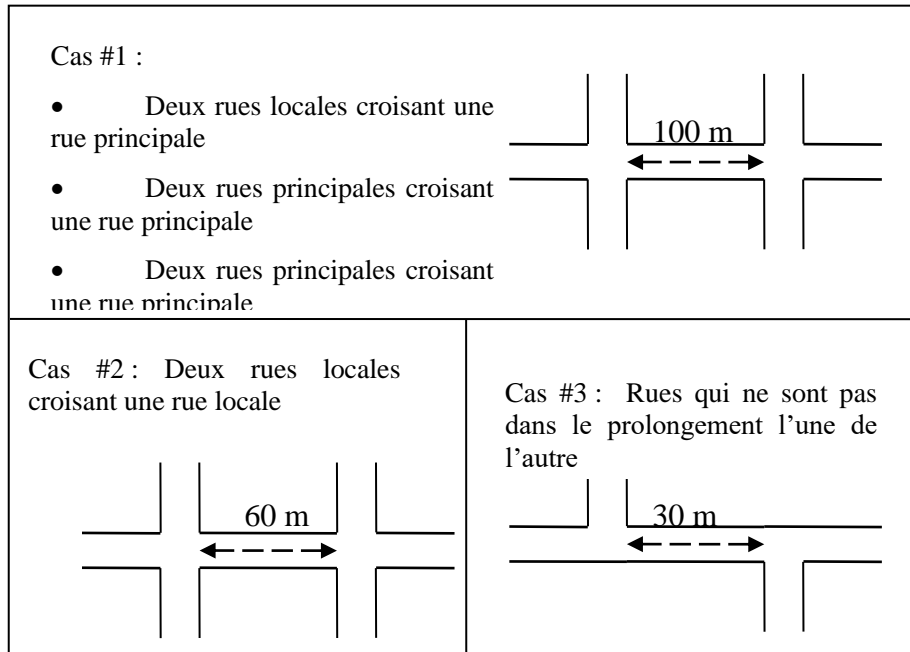 Cas #1 :
• Deux rues locales croisant une
rue principale
• Deux rues principales croisant
une rue principale
• Deux rues principales croisant
une rue principale
100 m
Cas #2 : Deux rues locales
croisant une rue locale
60 m
Cas #3 : Rues qui ne sont pas
dans le prolongement l’une de
l’autre
30 m